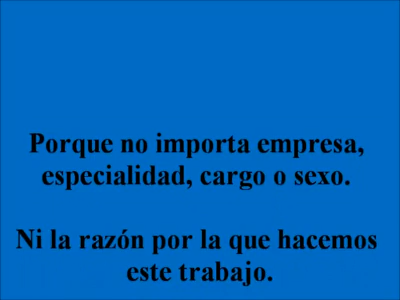 Porque no importa empresa,
especialidad, cargo o sexo.
Ni la razón por la que hacemos
este trabajo.